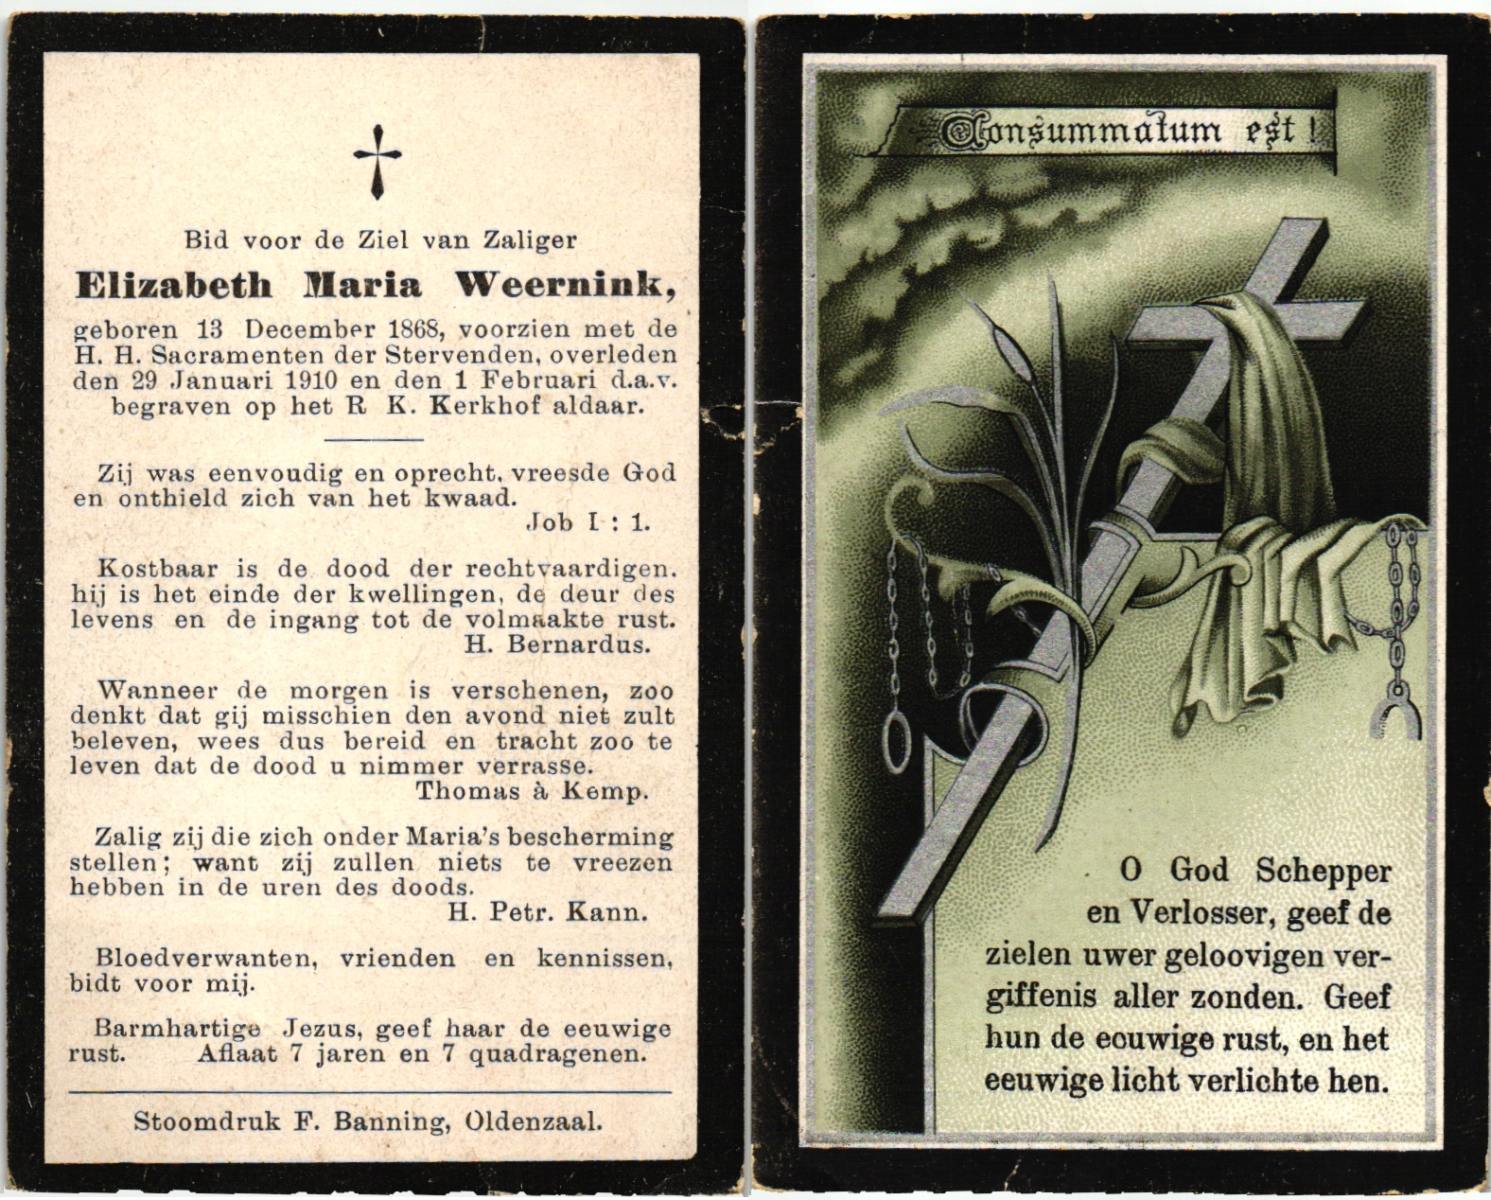 Bid voor de Ziel van Zaliger
Elizabeth Maria Weernink,
geboren 13 December 1868, voorzien met de
H. H. Sacramenten der Stervenden, overleden
den 29 Januari 1910 en den 1 Februari d.a.v.
begraven op het R K. Kerkhof aldaar.
Zij was eenvoudig en oprecht, vreesde God
en onthield zich van het kwaad.
Job I : 1.
Kostbaar is de dood der rechtvaardigen.
hij is het einde der kwellingen, de deur des
levens en de ingang tot de volmaakte rust.
H. Bernardus.
Wanneer de morgen is verschenen, zoo
denkt dat gij misschien den avond niet zult
beleven, wees dus bereid en tracht zoo te
leven dat de dood u nimmer verrasse.
Thomas à Kemp.
Zalig zij die zich onder Maria's bescherming
stellen; want zij zullen niets te vreezen
hebben in de uren des doods.
H. Petr. Kann.
Bloedverwanten, vrienden en kennissen,
bidt voor mij.
Barmhartige Jezus, geef haar de eeuwige
rust. Aflaat 7 jaren en 7 quadragenen.
Stoomdruk F. Banning, Oldenzaal.
Consummatum est!
O God Schepper
en Verlosser, geef de
zielen uwer geloovigen ver-
giffenis aller zonden. Geef
hun de eouwige rust, en het
eeuwige licht verlichte hen.